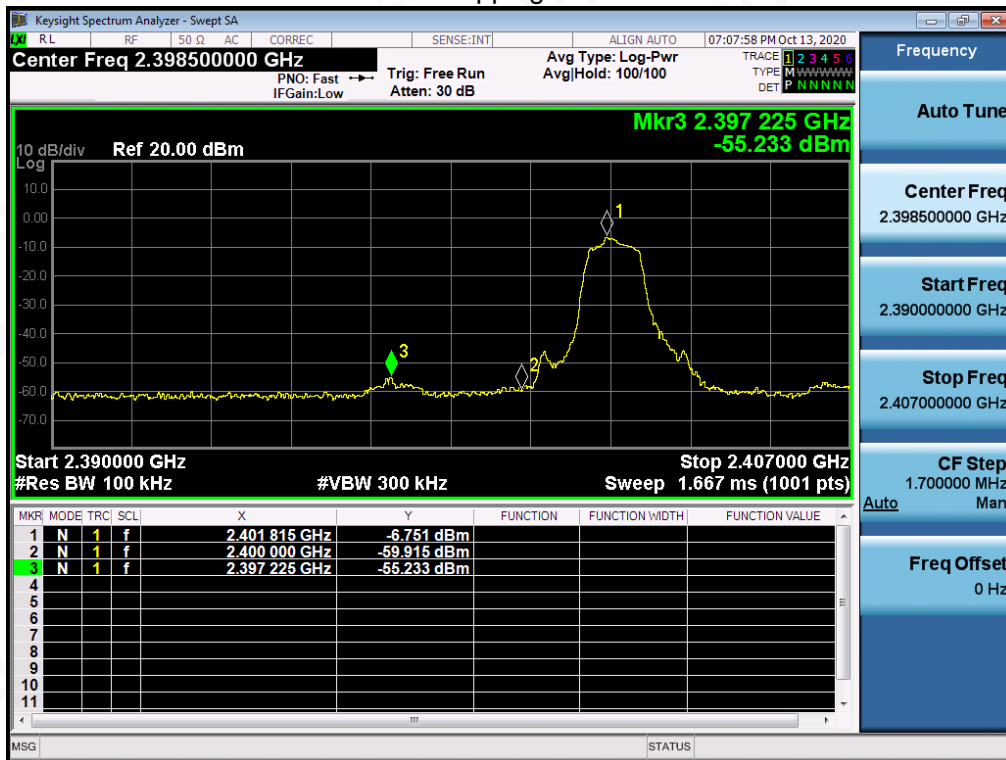 pping
Keysight Spectrum Analyzer - Swept SA
LXI RL RF 50 Ω AC CORREC SENSE:INT ALIGN AUTO 07:07:58 PM Oct 13, 2020
Center Freq 2.398500000 GHz
PNO: Fast
IFGain:Low
Trig: Free Run
Atten: 30 dB
Avg Type: Log-Pwr
Avg|Hold: 100/100
TRACE 1 2 3 4 5 6
TYPE M WWWWW
DET P N N N N N
Mkr3 2.397 225 GHz
-55.233 dBm
10 dB/div Ref 20.00 dBm
Log
10.0
0.00
-10.0
-20.0
-30.0
-40.0
-50.0
-60.0
-70.0
1
2
3
Start 2.390000 GHz Stop 2.407000 GHz
#Res BW 100 kHz #VBW 300 kHz Sweep 1.667 ms (1001 pts)
MKR MODE TRC SCL X Y FUNCTION FUNCTION WIDTH FUNCTION VALUE
1 N 1 f 2.401 815 GHz -6.751 dBm
2 N 1 f 2.400 000 GHz -59.915 dBm
3 N 1 f 2.397 225 GHz -55.233 dBm
4
5
6
7
8
9
10
11
MSG STATUS
Frequency
Auto Tune
Center Freq
2.398500000 GHz
Start Freq
2.390000000 GHz
Stop Freq
2.407000000 GHz
CF Step
1.700000 MHz
Auto Man
Freq Offset
0 Hz